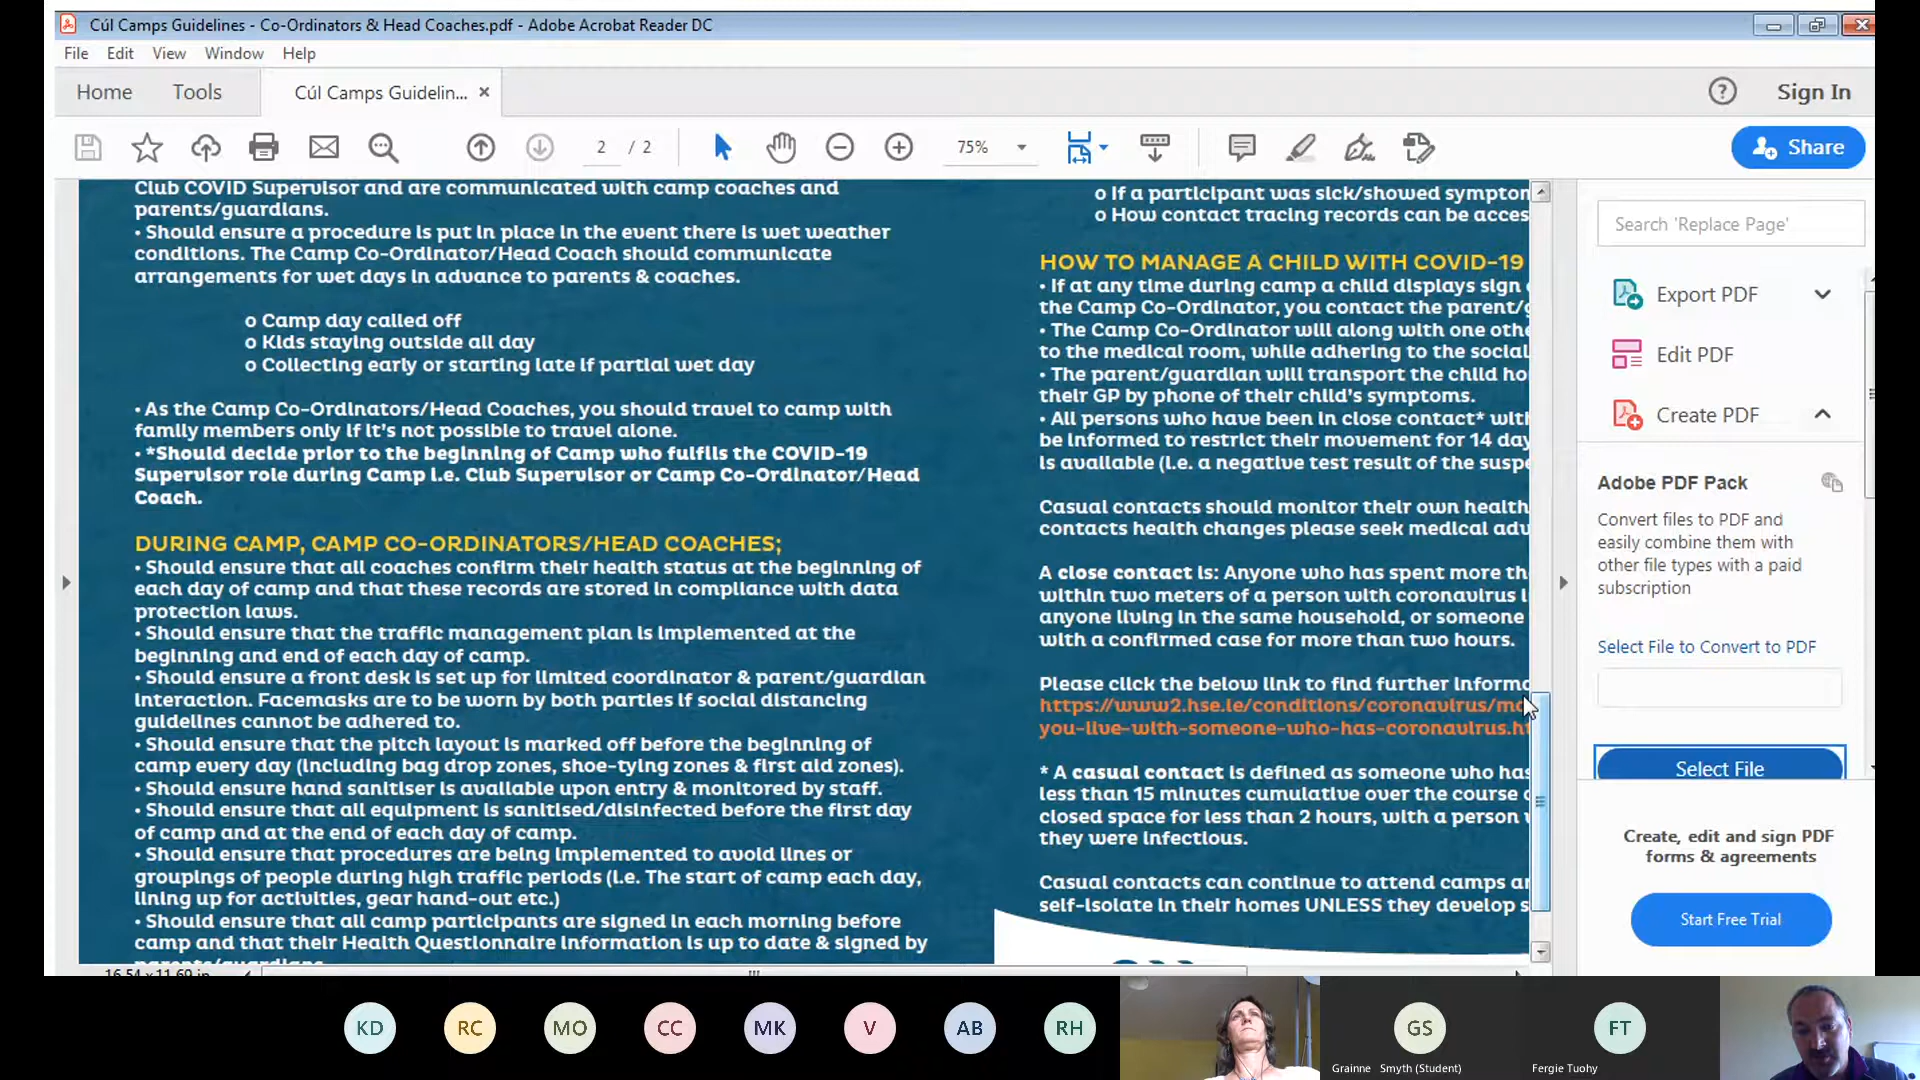 Cúl Camps Guidelines - Co-Ordinators & Head Coaches.pdf - Adobe Acrobat Reader DC
File Edit View Window Help
Home Tools Cúl Camps Guidelin... Sign In
2 / 2 75% Share
Club COVID Supervisor and are communicated with camp coaches and
parents/guardians.
• Should ensure a procedure is put in place in the event there is wet weather
conditions. The Camp Co-Ordinator/Head Coach should communicate
arrangements for wet days in advance to parents & coaches.
o Camp day called off
o Kids staying outside all day
o Collecting early or starting late if partial wet day
• As the Camp Co-Ordinators/Head Coaches, you should travel to camp with
family members only if it's not possible to travel alone.
• *Should decide prior to the beginning of Camp who fulfils the COVID-19
Supervisor role during Camp i.e. Club Supervisor or Camp Co-Ordinator/Head
Coach.
DURING CAMP, CAMP CO-ORDINATORS/HEAD COACHES;
• Should ensure that all coaches confirm their health status at the beginning of
each day of camp and that these records are stored in compliance with data
protection laws.
• Should ensure that the traffic management plan is implemented at the
beginning and end of each day of camp.
• Should ensure a front desk is set up for limited coordinator & parent/guardian
interaction. Facemasks are to be worn by both parties if social distancing
guidelines cannot be adhered to.
• Should ensure that the pitch layout is marked off before the beginning of
camp every day (including bag drop zones, shoe-tying zones & first aid zones).
• Should ensure hand sanitiser is available upon entry & monitored by staff.
• Should ensure that all equipment is sanitised/disinfected before the first day
of camp and at the end of each day of camp.
• Should ensure that procedures are being implemented to avoid lines or
groupings of people during high traffic periods (i.e. The start of camp each day,
lining up for activities, gear hand-out etc.)
• Should ensure that all camp participants are signed in each morning before
camp and that their Health Questionnaire information is up to date & signed by
parents/guardians
o If a participant was sick/showed symptom
o How contact tracing records can be acces
HOW TO MANAGE A CHILD WITH COVID-19
• If at any time during camp a child displays sign
the Camp Co-Ordinator, you contact the parent/g
• The Camp Co-Ordinator will along with one othe
to the medical room, while adhering to the social
• The parent/guardian will transport the child ho
their GP by phone of their child's symptoms.
• All persons who have been in close contact* with
be informed to restrict their movement for 14 day
is available (i.e. a negative test result of the suspe
Casual contacts should monitor their own health
contacts health changes please seek medical adv
A close contact is: Anyone who has spent more th
within two meters of a person with coronavirus i
anyone living in the same household, or someone
with a confirmed case for more than two hours.
Please click the below link to find further informa
https://www2.hse.ie/conditions/coronavirus/ma
you-live-with-someone-who-has-coronavirus.ht
* A casual contact is defined as someone who has
less than 15 minutes cumulative over the course
closed space for less than 2 hours, with a person
they were infectious.
Casual contacts can continue to attend camps an
self-isolate in their homes UNLESS they develop s
16.54 x 11.69 in
Search 'Replace Page'
Export PDF
Edit PDF
Create PDF
Adobe PDF Pack
Convert files to PDF and
easily combine them with
other file types with a paid
subscription
Select File to Convert to PDF
Select File
Create, edit and sign PDF
forms & agreements
Start Free Trial
KD RC MO CC MK V AB RH GS FT
Grainne Smyth (Student) Fergie Tuohy